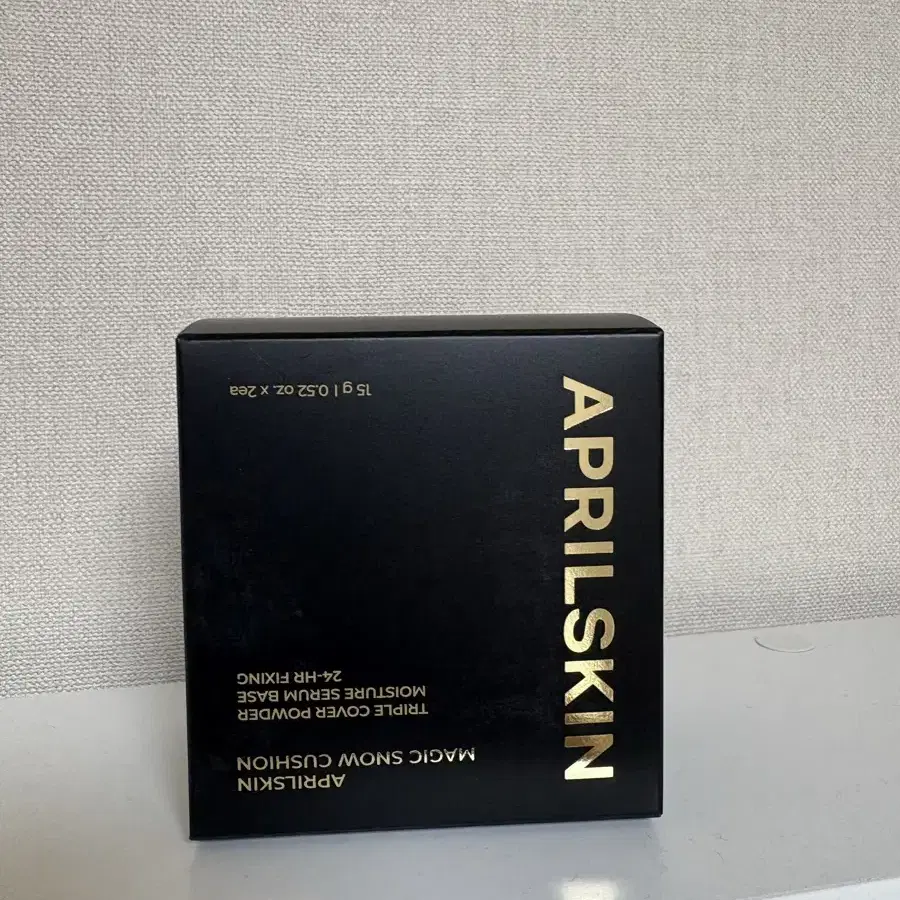 APRILSKIN
MAGIC SNOW CUSHION
TRIPLE COVER POWDER
MOISTURE SERUM BASE
24-HR FIXING
15 g | 0.52 oz. x 2ea
APRILSKIN